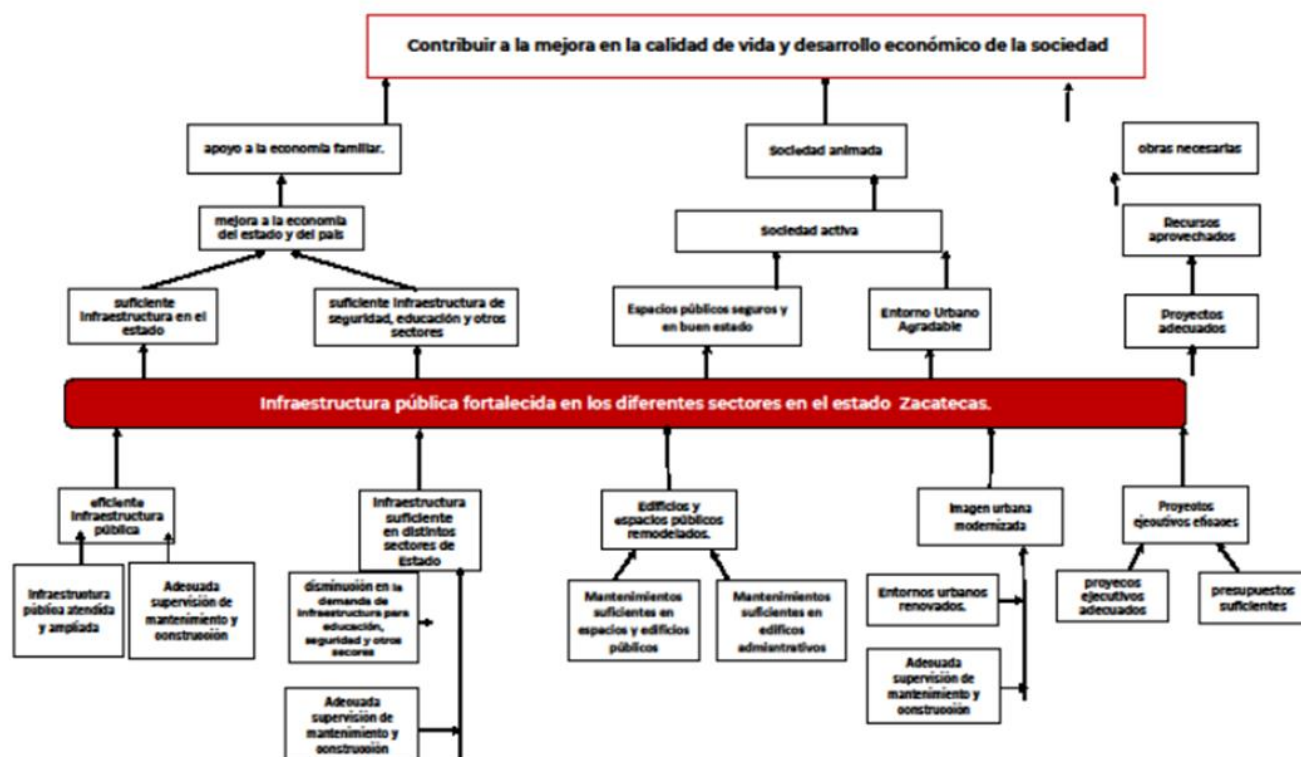 Contribuir a la mejora en la calidad de vida y desarrollo económico de la sociedad
apoyo a la economía familiar.
Sociedad animada
obras necesarias
mejora a la economía
del estado y del país
Sociedad activa
Recursos
aprovechados
suficiente
infraestructura en el
estado
suficiente infraestructura de
seguridad, educación y otros
sectores
Espacios públicos seguros y
en buen estado
Entorno Urbano
Agradable
Proyectos
adecuados
Infraestructura pública fortalecida en los diferentes sectores en el estado Zacatecas.
eficiente
infraestructura
pública
Infraestructura
suficiente
en distintos
sectores de
Estado
Edificios y
espacios públicos
remodelados.
Imagen urbana
modernizada
Proyectos
ejecutivos eficaces
Infraestructura
pública atendida
y ampliada
Adecuada
supervisión de
mantenimiento y
construcción
disminución en la
demanda de
infraestructura para
educación,
seguridad y otros
secores
Adecuada
supervisión de
mantenimiento y
construcción
Mantenimientos
suficientes en
espacios y edificios
públicos
Mantenimientos
suficientes en
edificos
admiantrativos
Entornos urbanos
renovados.
Adecuada
supervisión de
mantenimiento y
construcción
proyecos
ejecutivos
adecuados
presupuestos
suficientes